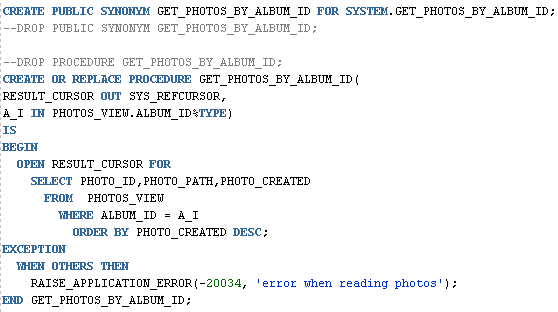 CREATE PUBLIC SYNONYM GET_PHOTOS_BY_ALBUM_ID FOR SYSTEM.GET_PHOTOS_BY_ALBUM_ID;
--DROP PUBLIC SYNONYM GET_PHOTOS_BY_ALBUM_ID;

--DROP PROCEDURE GET_PHOTOS_BY_ALBUM_ID;
CREATE OR REPLACE PROCEDURE GET_PHOTOS_BY_ALBUM_ID(
RESULT_CURSOR OUT SYS_REFCURSOR,
A_I IN PHOTOS_VIEW.ALBUM_ID%TYPE)
IS
BEGIN
  OPEN RESULT_CURSOR FOR
    SELECT PHOTO_ID,PHOTO_PATH,PHOTO_CREATED
      FROM  PHOTOS_VIEW
        WHERE ALBUM_ID = A_I
          ORDER BY PHOTO_CREATED DESC;
EXCEPTION
  WHEN OTHERS THEN
    RAISE_APPLICATION_ERROR(-20034, 'error when reading photos');
END GET_PHOTOS_BY_ALBUM_ID;